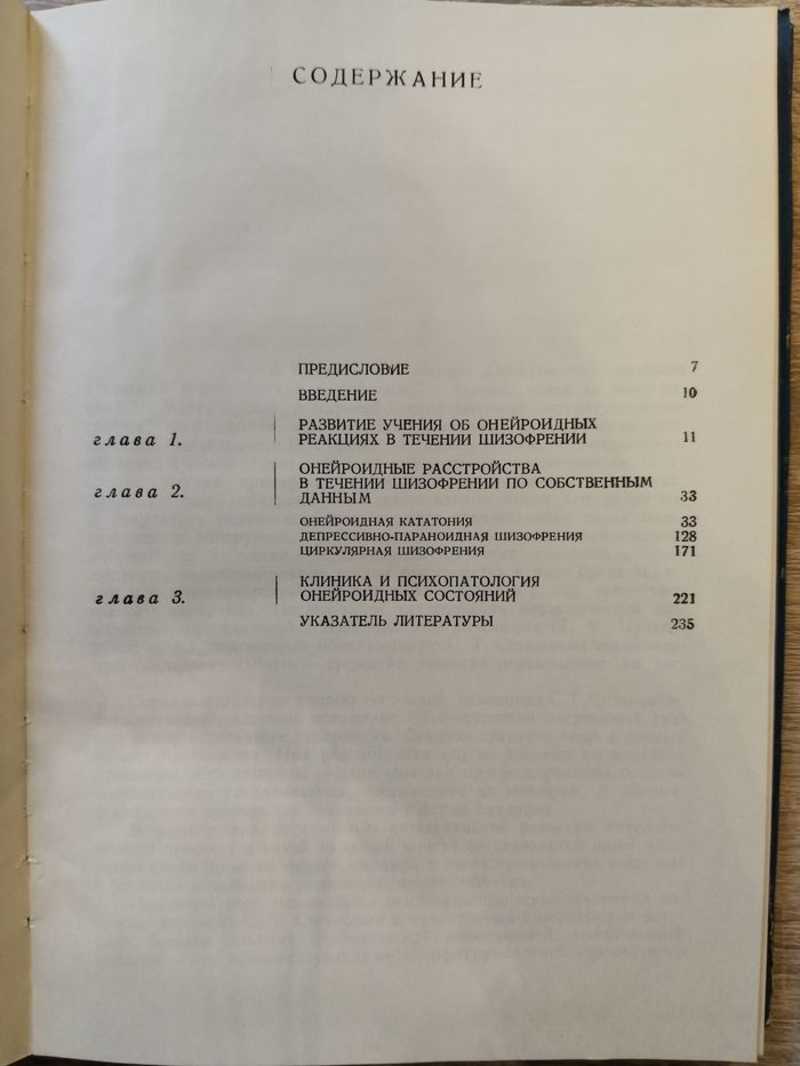 СОДЕРЖАНИЕ
ПРЕДИСЛОВИЕ 7
ВВЕДЕНИЕ 10
глава 1. РАЗВИТИЕ УЧЕНИЯ ОБ ОНЕЙРОИДНЫХ
РЕАКЦИЯХ В ТЕЧЕНИИ ШИЗОФРЕНИИ 11
глава 2. ОНЕЙРОИДНЫЕ РАССТРОЙСТВА
В ТЕЧЕНИИ ШИЗОФРЕНИИ ПО СОБСТВЕННЫМ
ДАННЫМ 33
ОНЕЙРОИДНАЯ КАТАТОНИЯ 33
ДЕПРЕССИВНО-ПАРАНОИДНАЯ ШИЗОФРЕНИЯ 128
ЦИРКУЛЯРНАЯ ШИЗОФРЕНИЯ 171
глава 3. КЛИНИКА И ПСИХОПАТОЛОГИЯ
ОНЕЙРОИДНЫХ СОСТОЯНИЙ 221
УКАЗАТЕЛЬ ЛИТЕРАТУРЫ 235